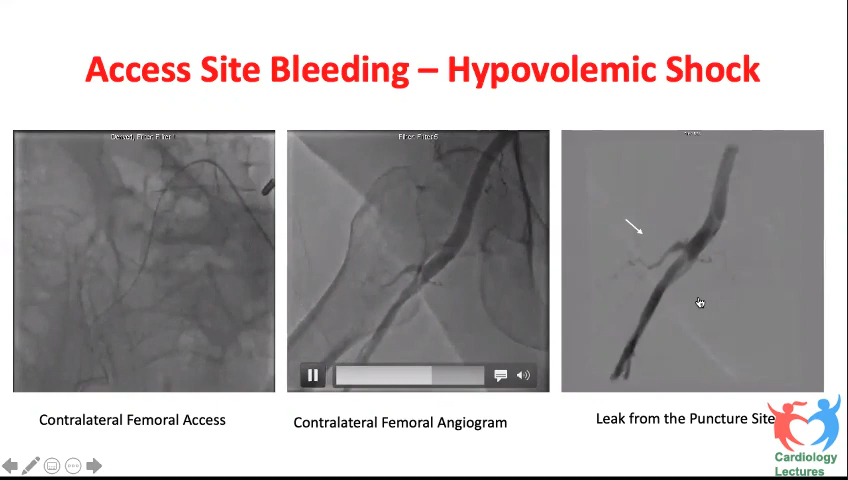 Access Site Bleeding – Hypovolemic Shock
Contralateral Femoral Access
Contralateral Femoral Angiogram
Leak from the Puncture Site
Cardiology
Lectures